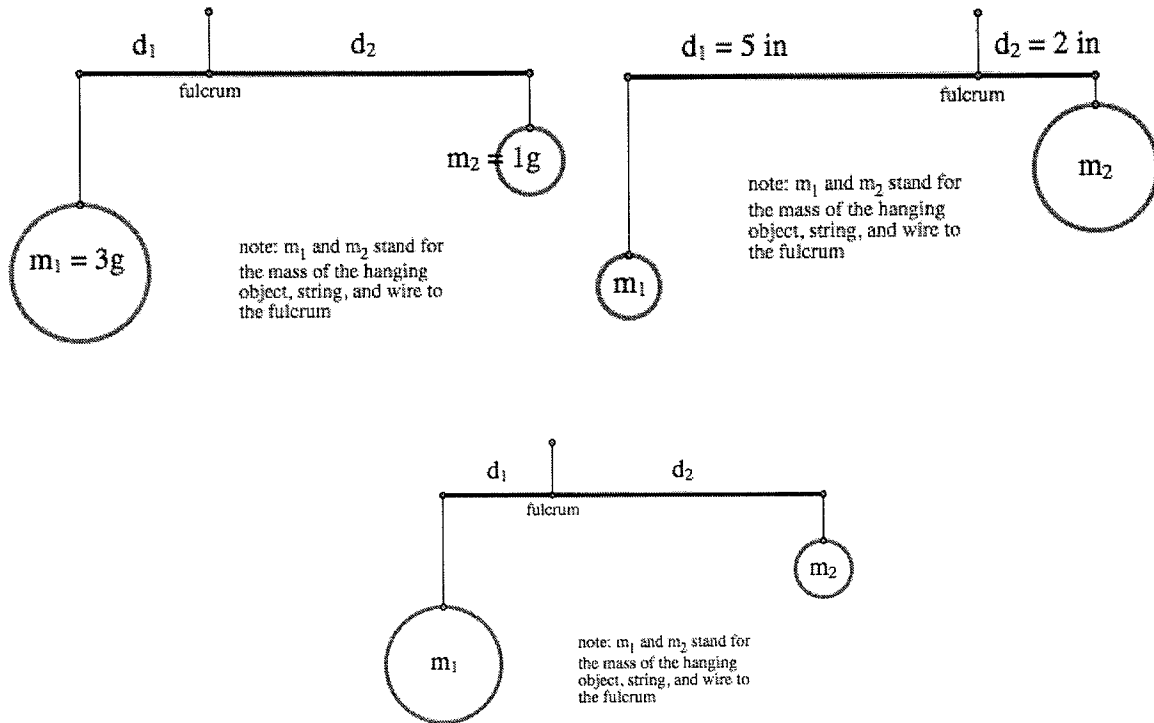 d₁ d₂
fulcrum
m₂ = 1g
m₁ = 3g
note: m₁ and m₂ stand for
the mass of the hanging
object, string, and wire to
the fulcrum
d₁ = 5 in d₂ = 2 in
fulcrum
m₂
note: m₁ and m₂ stand for
the mass of the hanging
object, string, and wire to
the fulcrum
m₁
d₁ d₂
fulcrum
m₂
m₁
note: m₁ and m₂ stand for
the mass of the hanging
object, string, and wire to
the fulcrum